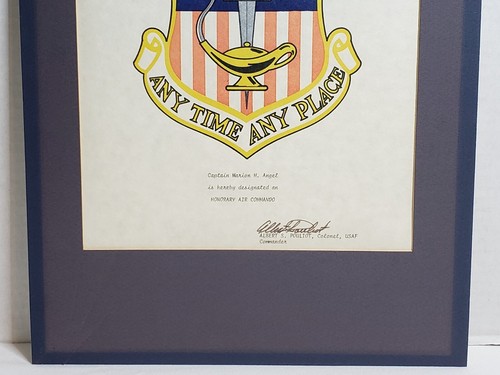 ANY TIME ANY PLACE
Captain Marion H. Angel
is hereby designated an
HONORARY AIR COMMANDO
ALBERT S. POULIOT, Colonel, USAF
Commander